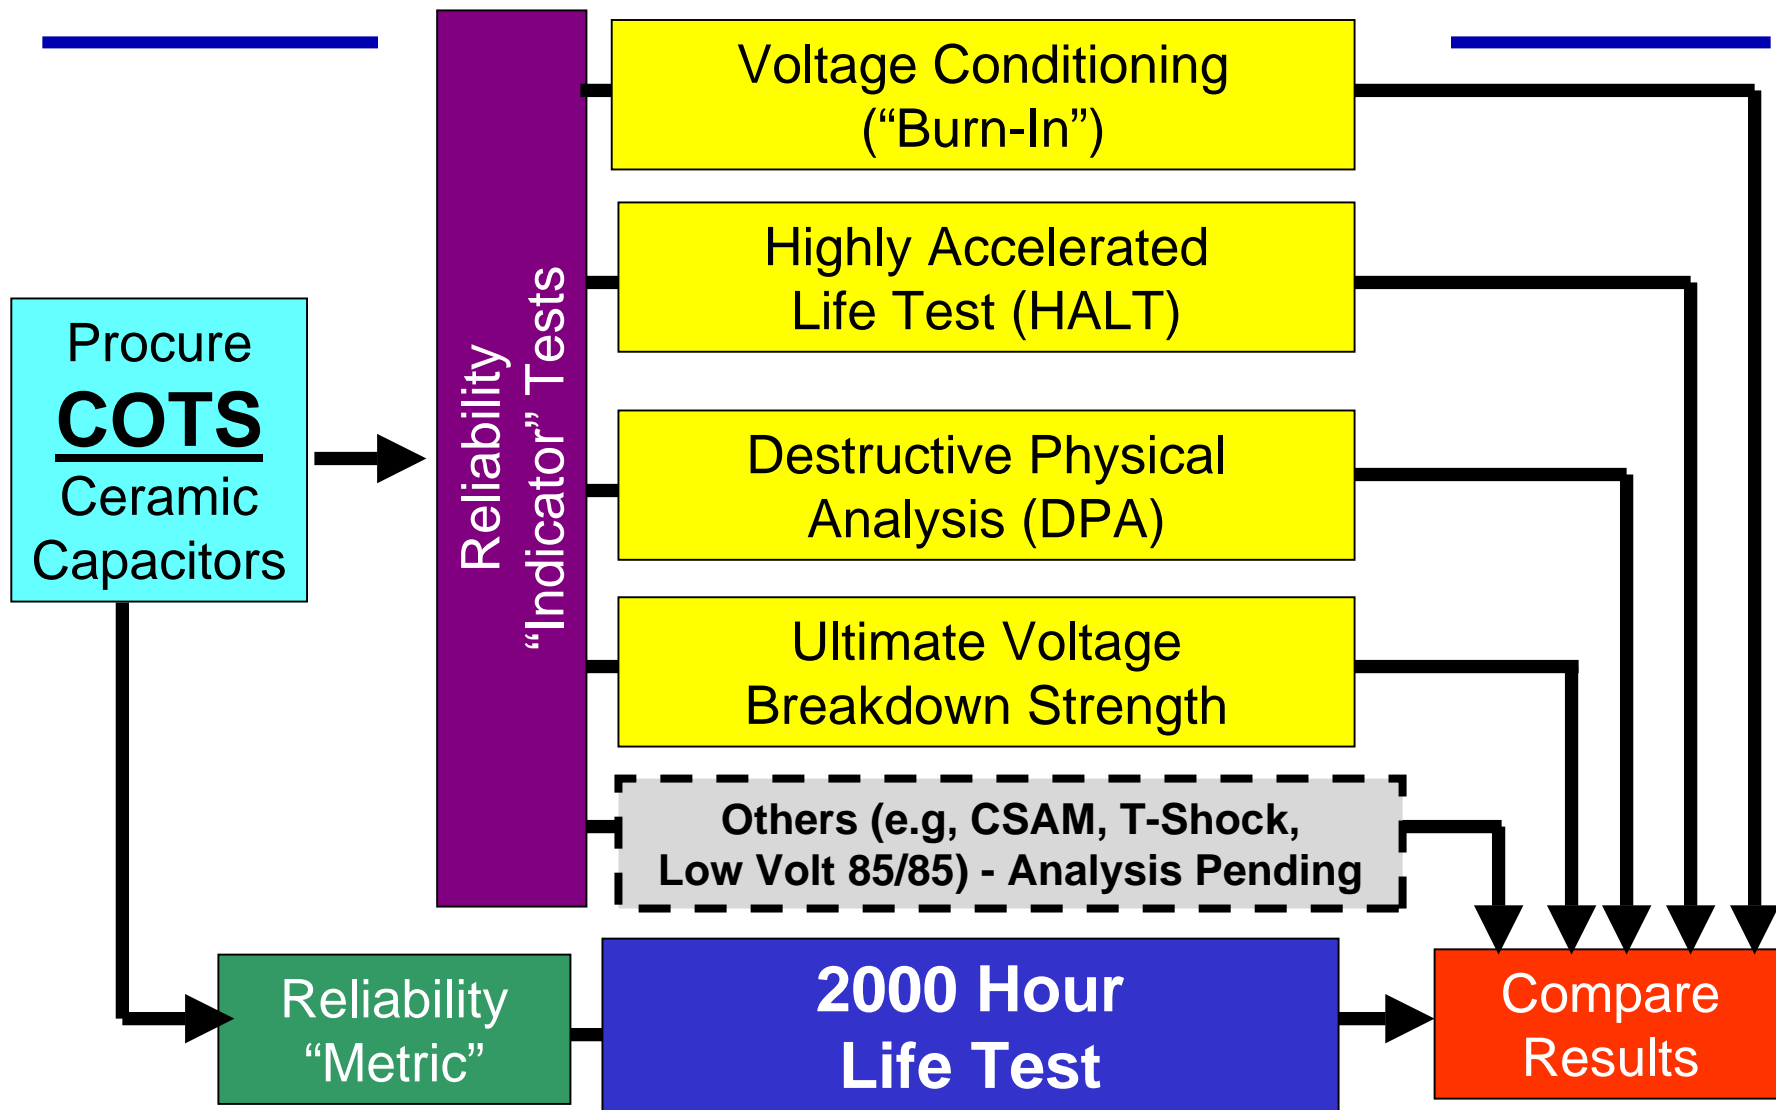 Procure
COTS
Ceramic
Capacitors
Reliability
“Indicator” Tests
Voltage Conditioning
(“Burn-In”)
Highly Accelerated
Life Test (HALT)
Destructive Physical
Analysis (DPA)
Ultimate Voltage
Breakdown Strength
Others (e.g, CSAM, T-Shock,
Low Volt 85/85) - Analysis Pending
Reliability
“Metric”
2000 Hour
Life Test
Compare
Results